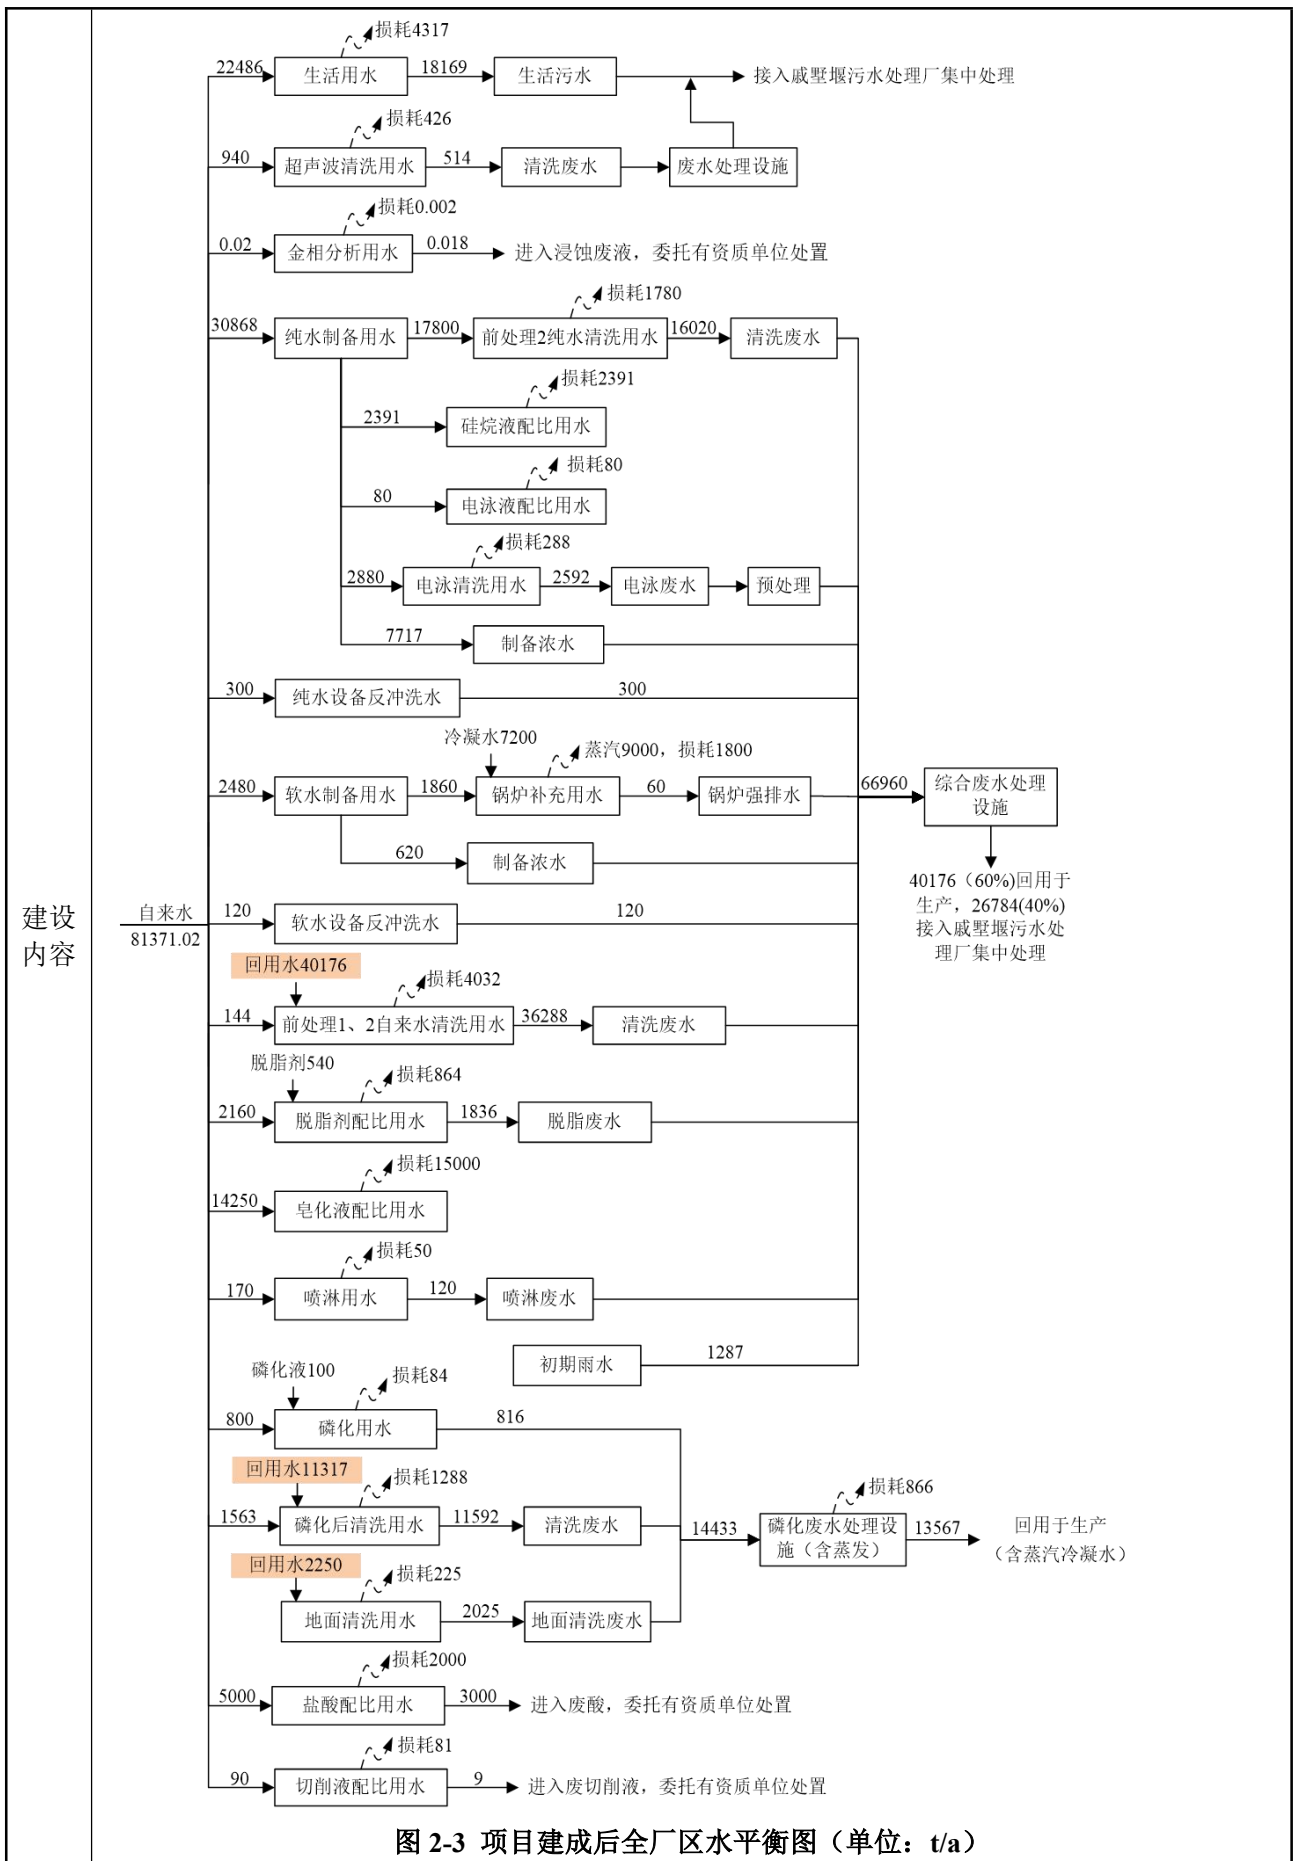 建设
内容
自来水
81371.02
22486
生活用水
损耗4317
18169
生活污水
接入戚墅堰污水处理厂集中处理
940
超声波清洗用水
损耗426
514
清洗废水
废水处理设施
0.02
金相分析用水
损耗0.002
0.018
进入浸蚀废液，委托有资质单位处置
30868
纯水制备用水
17800
前处理2纯水清洗用水
损耗1780
16020
清洗废水
2391
硅烷液配比用水
损耗2391
80
电泳液配比用水
损耗80
2880
电泳清洗用水
损耗288
2592
电泳废水
预处理
7717
制备浓水
300
纯水设备反冲洗水
300
2480
软水制备用水
1860
冷凝水7200
锅炉补充用水
蒸汽9000，损耗1800
60
锅炉强排水
66960
综合废水处理
设施
40176（60%)回用于
生产，26784(40%)
接入戚墅堰污水处
理厂集中处理
620
制备浓水
120
软水设备反冲洗水
120
回用水40176
144
前处理1、2自来水清洗用水
损耗4032
36288
清洗废水
脱脂剂540
2160
脱脂剂配比用水
损耗864
1836
脱脂废水
14250
皂化液配比用水
损耗15000
170
喷淋用水
损耗50
120
喷淋废水
初期雨水
1287
磷化液100
800
磷化用水
损耗84
816
回用水11317
1563
磷化后清洗用水
损耗1288
11592
清洗废水
14433
磷化废水处理设
施（含蒸发）
损耗866
13567
回用于生产
（含蒸汽冷凝水）
回用水2250
地面清洗用水
损耗225
2025
地面清洗废水
5000
盐酸配比用水
损耗2000
3000
进入废酸，委托有资质单位处置
90
切削液配比用水
损耗81
9
进入废切削液，委托有资质单位处置
图 2-3 项目建成后全厂区水平衡图（单位：t/a）